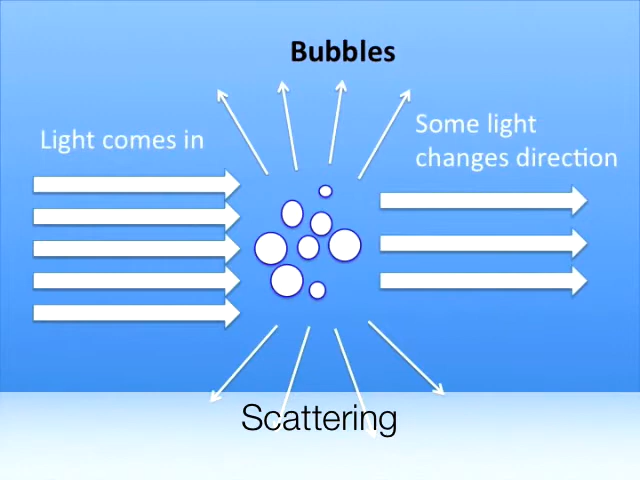 Bubbles
Light comes in
Some light
changes direction
Scattering